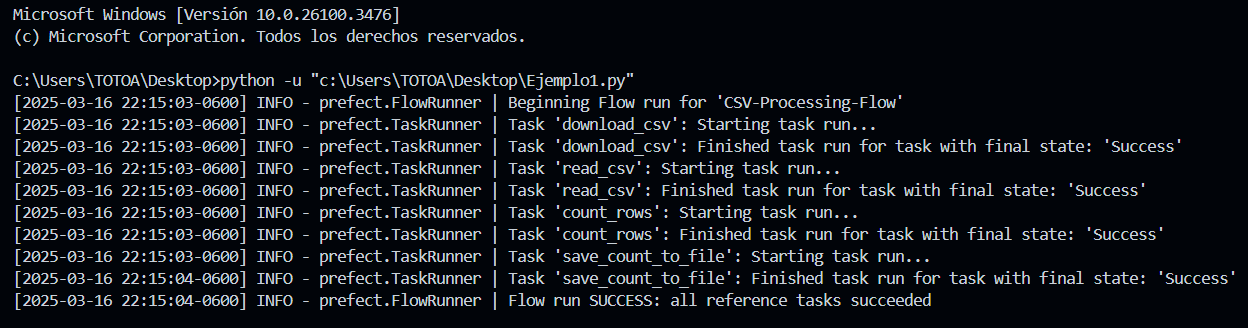 Microsoft Windows [Versión 10.0.26100.3476]
(c) Microsoft Corporation. Todos los derechos reservados.
C:\Users\TOTOA\Desktop>python -u "c:\Users\TOTOA\Desktop\Ejemplo1.py"
[2025-03-16 22:15:03-0600] INFO - prefect.FlowRunner | Beginning Flow run for 'CSV-Processing-Flow'
[2025-03-16 22:15:03-0600] INFO - prefect.TaskRunner | Task 'download_csv': Starting task run...
[2025-03-16 22:15:03-0600] INFO - prefect.TaskRunner | Task 'download_csv': Finished task run for task with final state: 'Success'
[2025-03-16 22:15:03-0600] INFO - prefect.TaskRunner | Task 'read_csv': Starting task run...
[2025-03-16 22:15:03-0600] INFO - prefect.TaskRunner | Task 'read_csv': Finished task run for task with final state: 'Success'
[2025-03-16 22:15:03-0600] INFO - prefect.TaskRunner | Task 'count_rows': Starting task run...
[2025-03-16 22:15:03-0600] INFO - prefect.TaskRunner | Task 'count_rows': Finished task run for task with final state: 'Success'
[2025-03-16 22:15:03-0600] INFO - prefect.TaskRunner | Task 'save_count_to_file': Starting task run...
[2025-03-16 22:15:04-0600] INFO - prefect.TaskRunner | Task 'save_count_to_file': Finished task run for task with final state: 'Success'
[2025-03-16 22:15:04-0600] INFO - prefect.FlowRunner | Flow run SUCCESS: all reference tasks succeeded